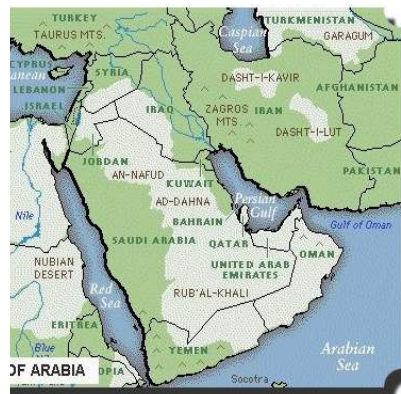 TURKEY
TAURUS MTS.
Caspian
Sea
TURKMENISTAN
GARAGUM
CYPRUS
anean
SYRIA
LEBANON
ISRAEL
IRAQ
DASHT-I-KAVIR
AFGHANISTAN
ZAGROS
MTS.
IRAN
DASHT-I-LUT
JORDAN
AN-NAFUD
KUWAIT
PAKISTAN
AD-DAHNA
Persian
Gulf
BAHRAIN
Nile
Gulf of Oman
SAUDI ARABIA
QATAR
OMAN
UNITED ARAB
EMIRATES
NUBIAN
DESERT
Red
Sea
RUB'AL-KHALI
ERITREA
Arabian
Sea
Blue
YEMEN
OF ARABIA
OPIA
Socotra